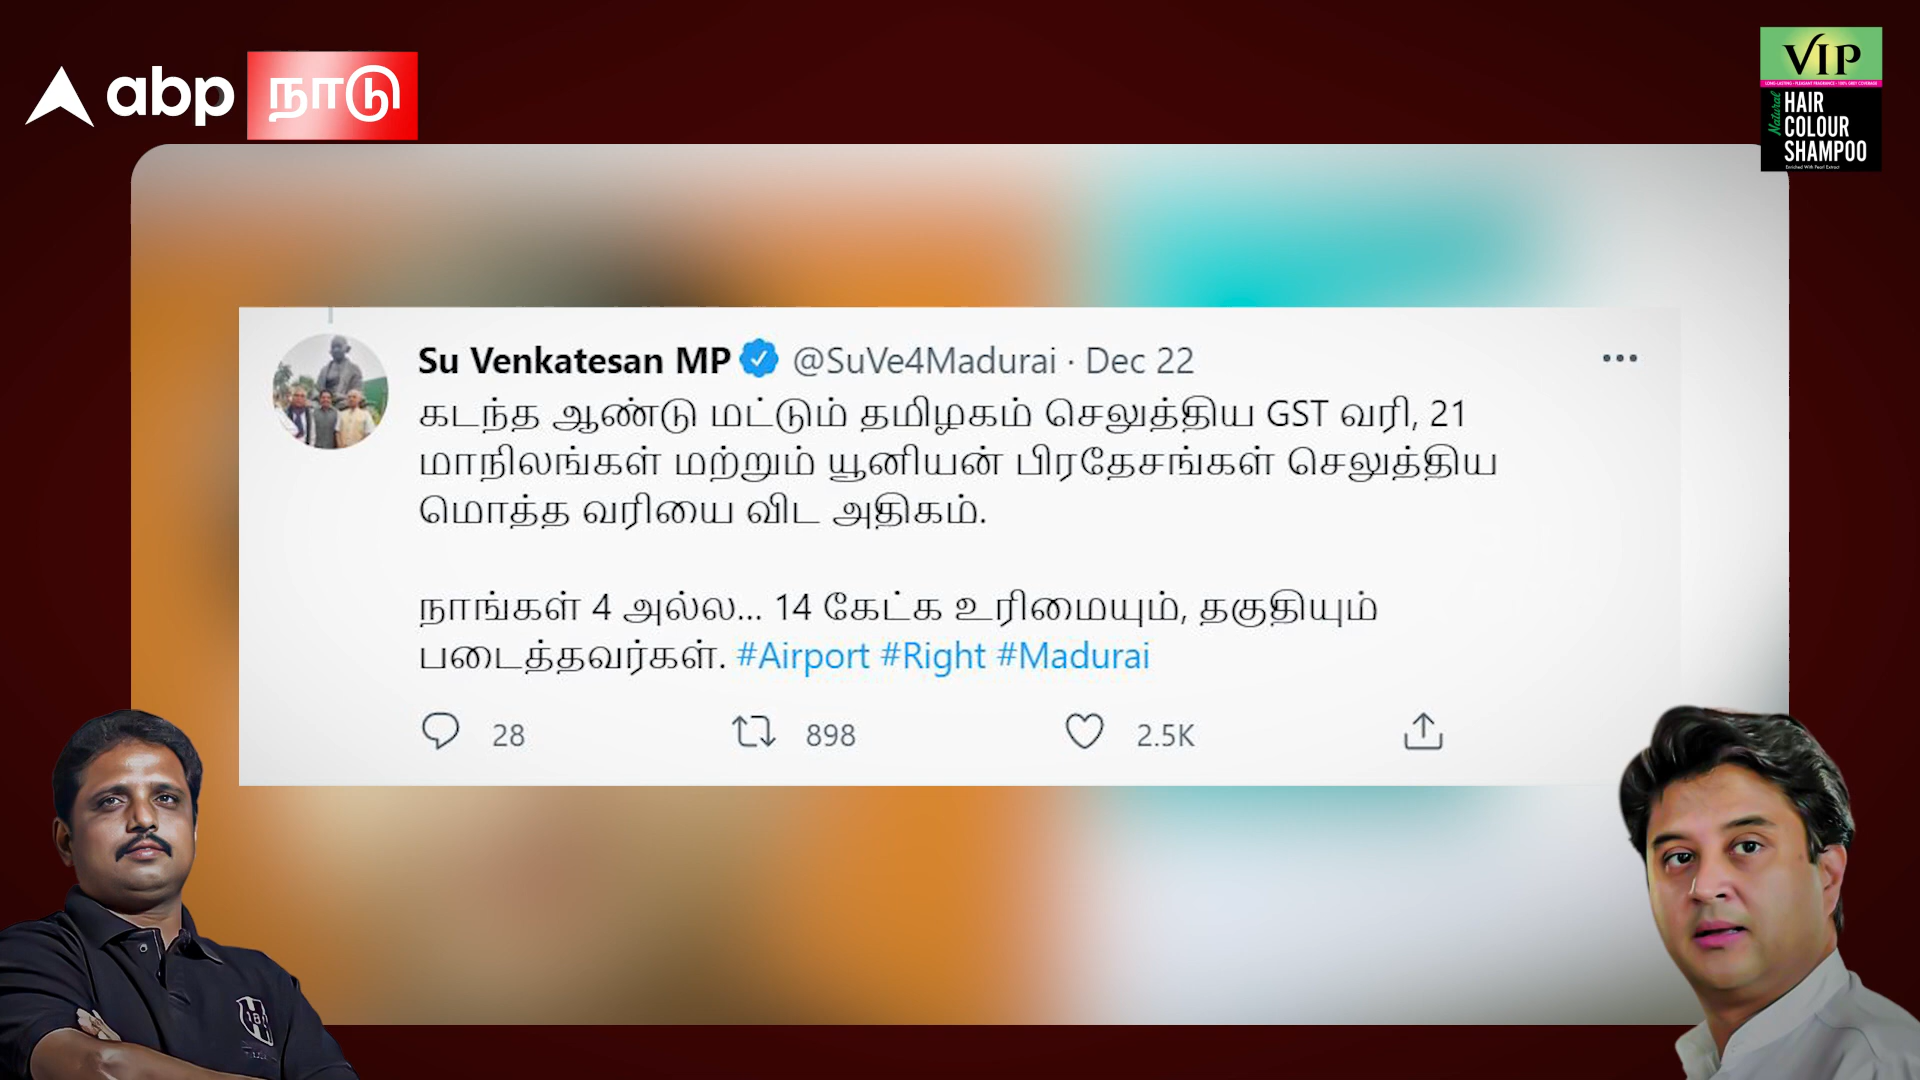 abp நாடு
VIP
Natural HAIR
COLOUR
SHAMPOO
Su Venkatesan MP @SuVe4Madurai · Dec 22
கடந்த ஆண்டு மட்டும் தமிழகம் செலுத்திய GST வரி, 21
மாநிலங்கள் மற்றும் யூனியன் பிரதேசங்கள் செலுத்திய
மொத்த வரியை விட அதிகம்.
நாங்கள் 4 அல்ல... 14 கேட்க உரிமையும், தகுதியும்
படைத்தவர்கள். #Airport #Right #Madurai
28 898 2.5K